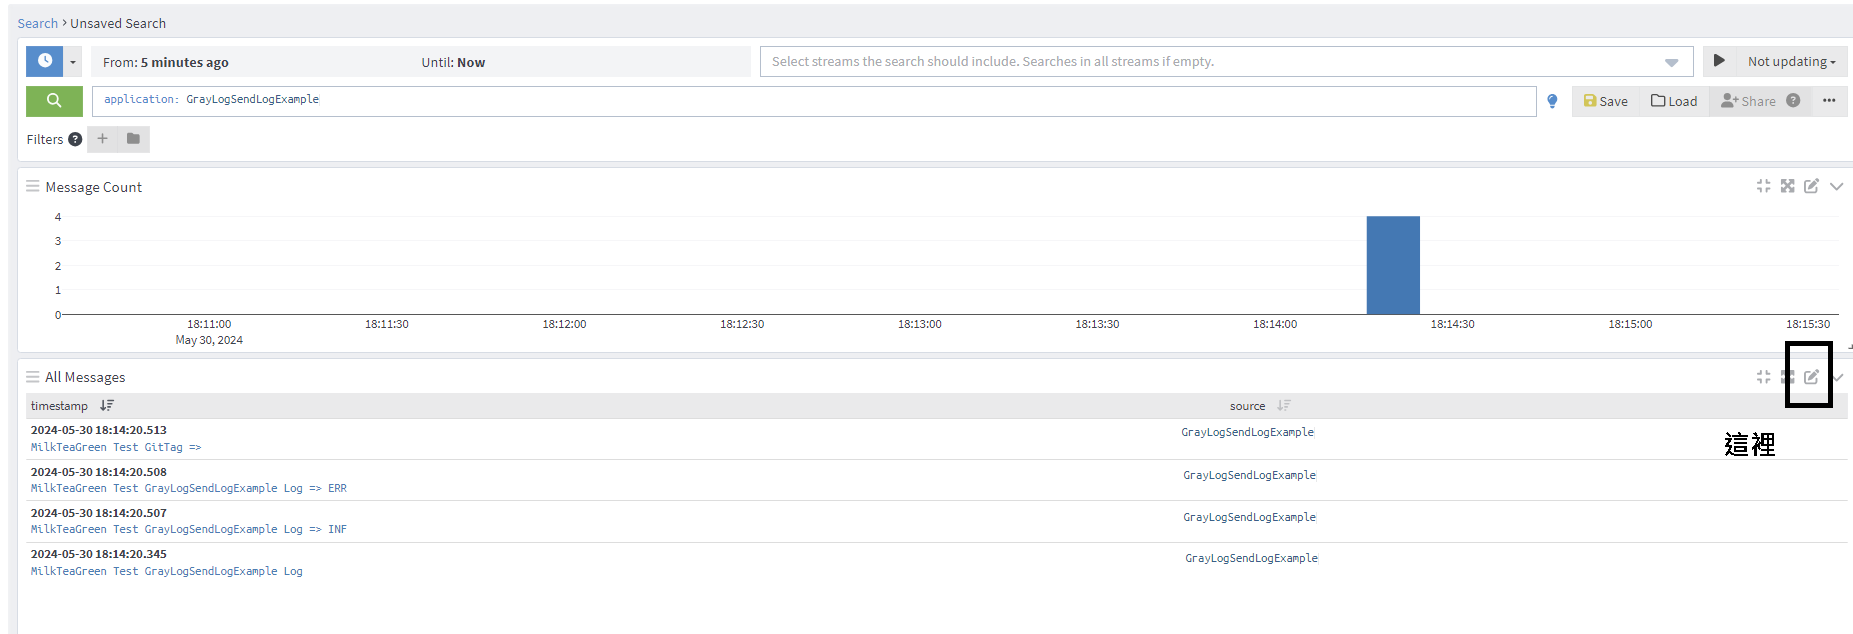 Search > Unsaved Search
From: 5 minutes ago Until: Now Select streams the search should include. Searches in all streams if empty. Not updating
application: GrayLogSendLogExample Save Load Share ? •••
Filters ? +
Message Count
4
3
2
1
0
18:11:00 18:11:30 18:12:00 18:12:30 18:13:00 18:13:30 18:14:00 18:14:30 18:15:00 18:15:30
May 30, 2024
All Messages
timestamp source
2024-05-30 18:14:20.513 GrayLogSendLogExample
MilkTeaGreen Test GitTag =>
這裡
2024-05-30 18:14:20.508 GrayLogSendLogExample
MilkTeaGreen Test GrayLogSendLogExample Log => ERR
2024-05-30 18:14:20.507 GrayLogSendLogExample
MilkTeaGreen Test GrayLogSendLogExample Log => INF
2024-05-30 18:14:20.345 GrayLogSendLogExample
MilkTeaGreen Test GrayLogSendLogExample Log